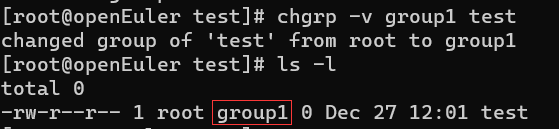 [root@openEuler test]# chgrp -v group1 test
changed group of 'test' from root to group1
[root@openEuler test]# ls -l
total 0
-rw-r--r-- 1 root group1 0 Dec 27 12:01 test